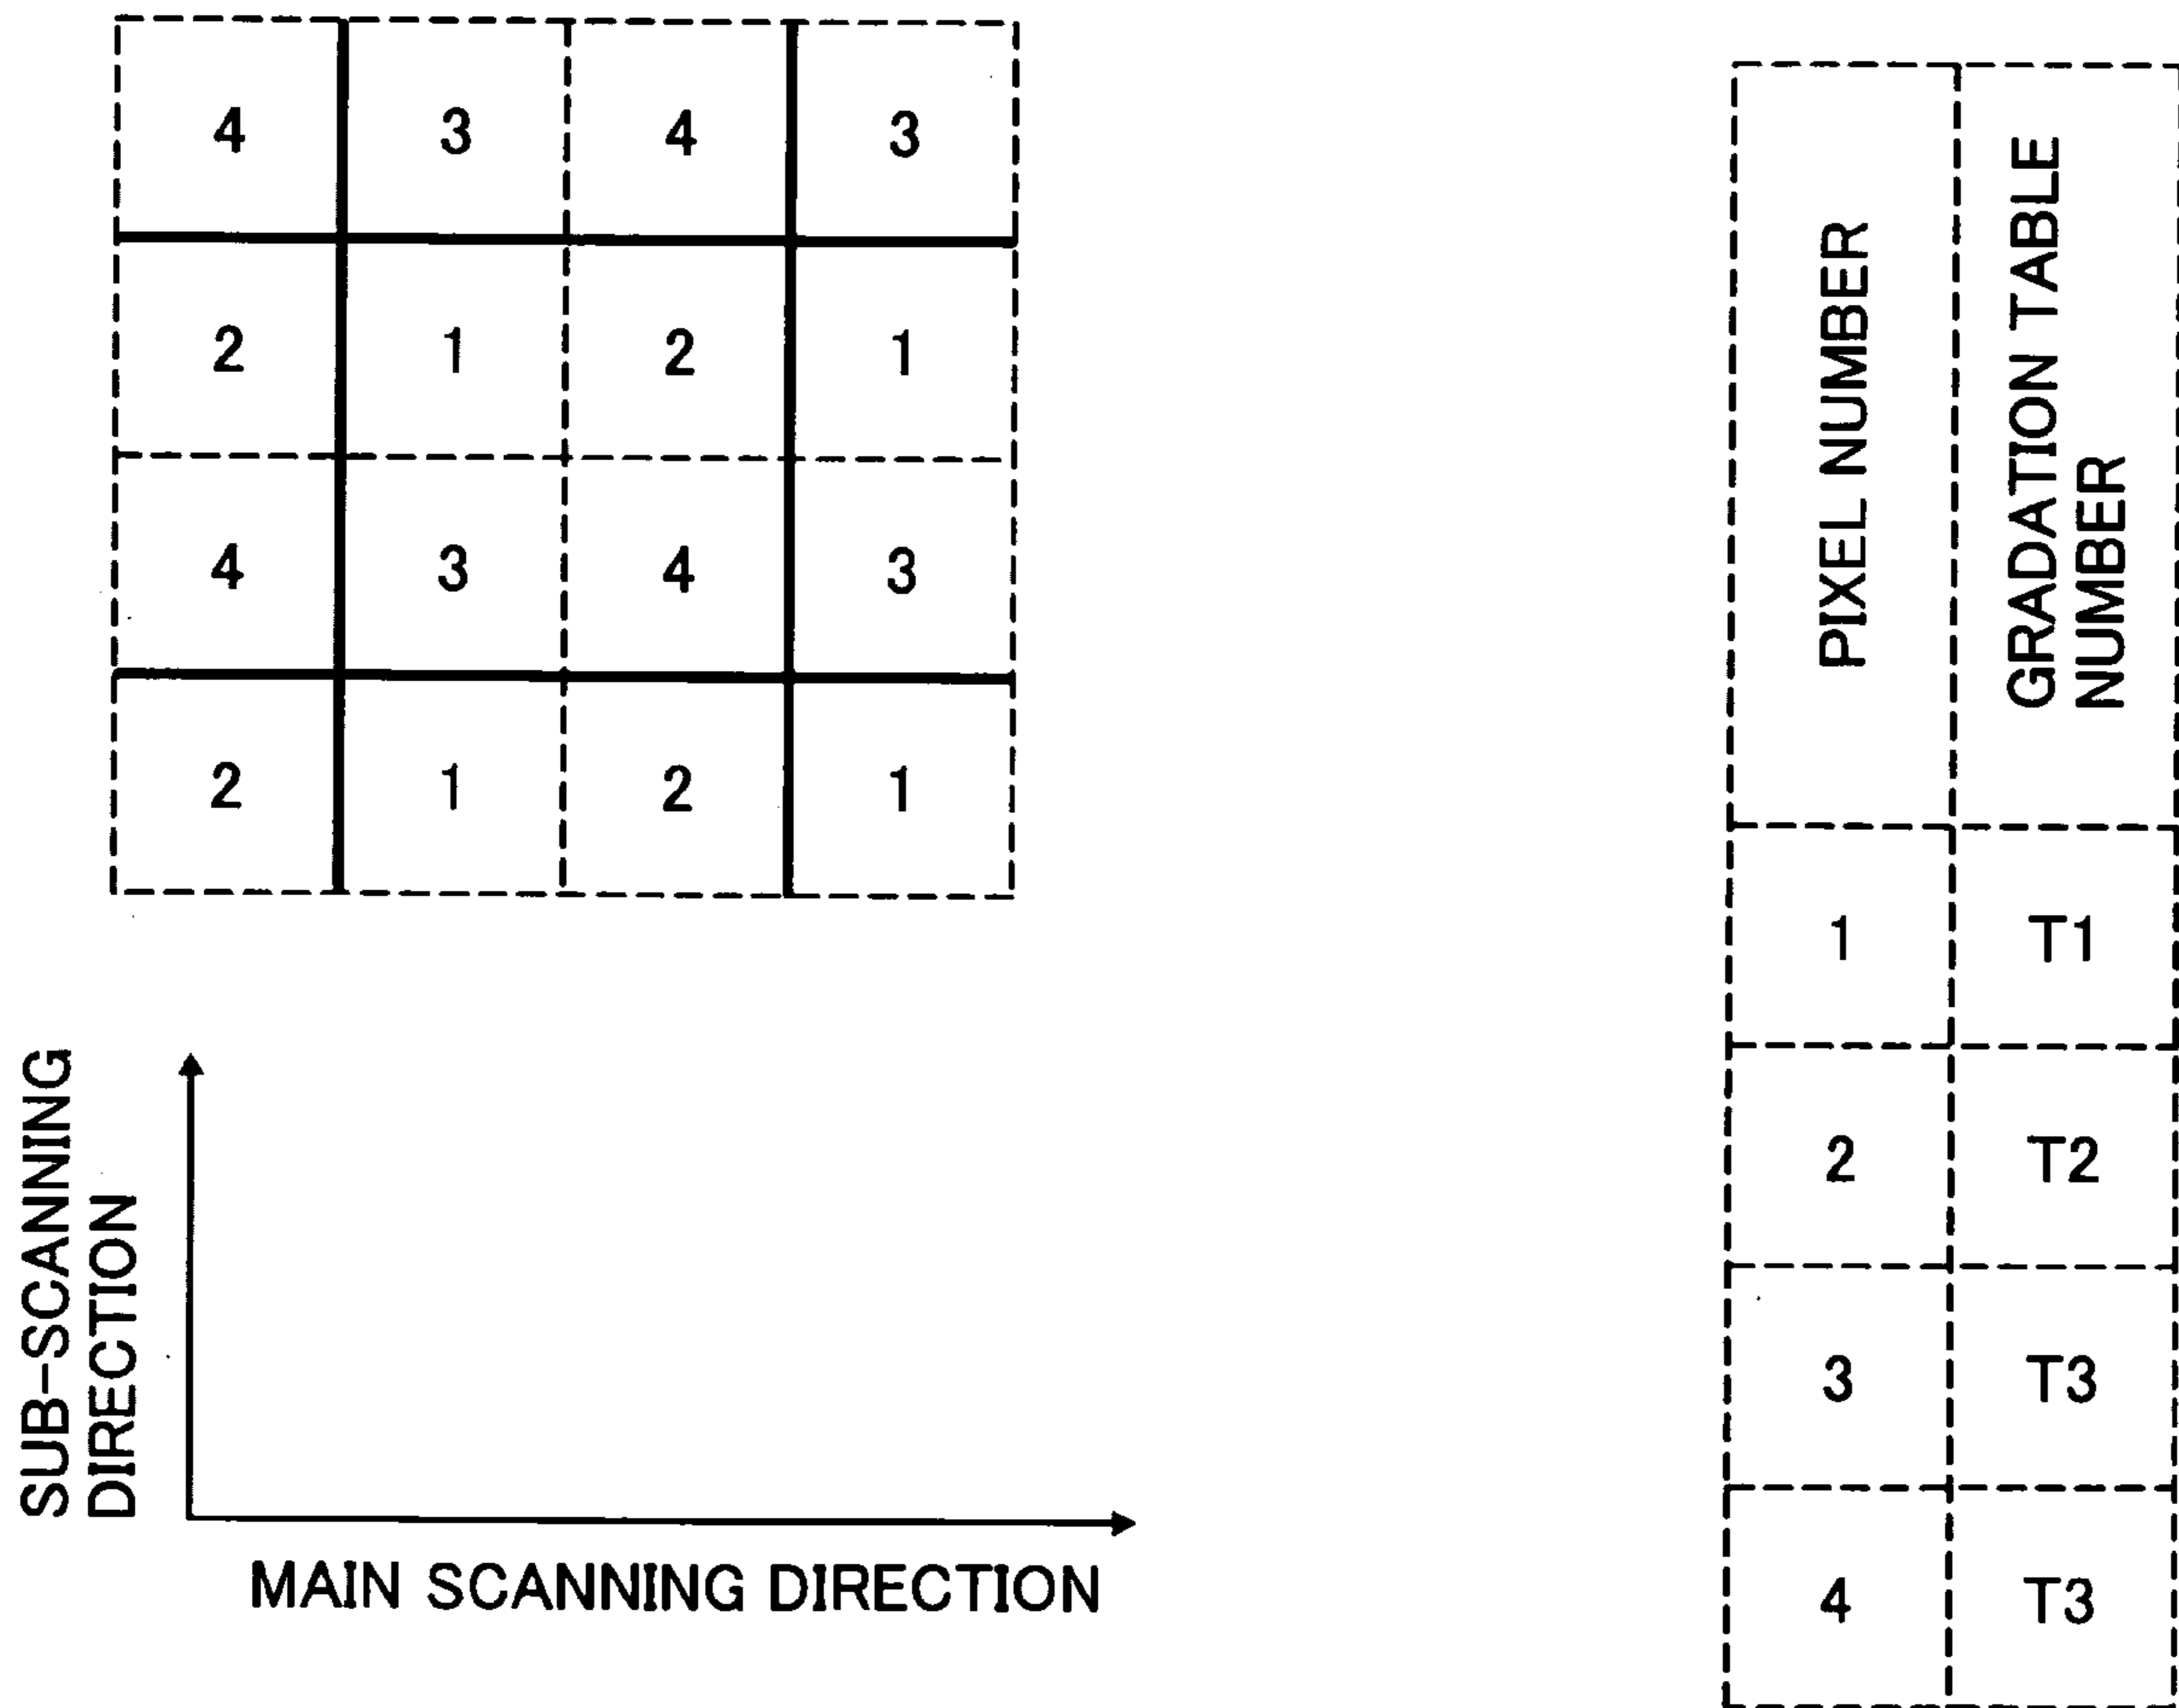 4 3 4 3
2 1 2 1
4 3 4 3
2 1 2 1
SUB-SCANNING
DIRECTION
MAIN SCANNING DIRECTION
PIXEL NUMBER
GRADATION TABLE
NUMBER
1 T1
2 T2
3 T3
4 T3